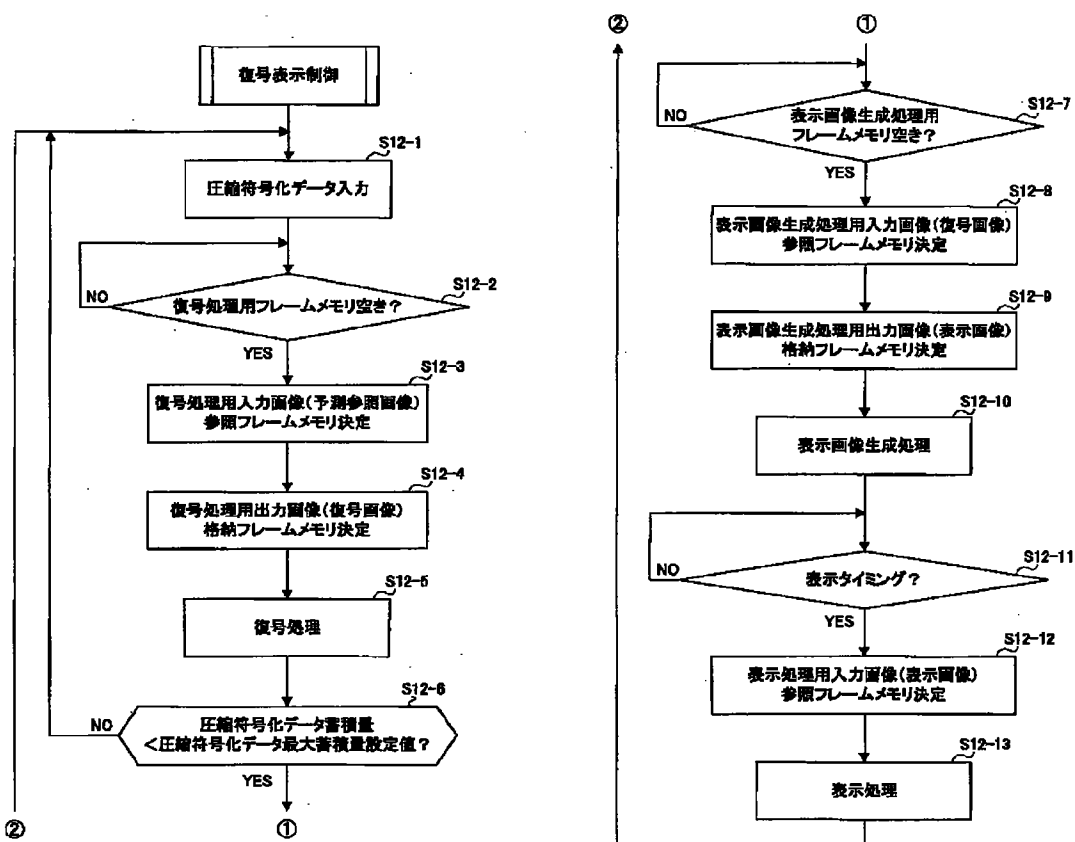 復号表示制御
S12-1
圧縮符号化データ入力
S12-2
復号処理用フレームメモリ空き?
NO
YES
S12-3
復号処理用入力画像(予測参照画像)
参照フレームメモリ決定
S12-4
復号処理用出力画像(復号画像)
格納フレームメモリ決定
S12-5
復号処理
S12-6
圧縮符号化データ蓄積量
<圧縮符号化データ最大蓄積量設定値?
NO
YES
②
①
②
①
S12-7
表示画像生成処理用
フレームメモリ空き?
NO
YES
S12-8
表示画像生成処理用入力画像(復号画像)
参照フレームメモリ決定
S12-9
表示画像生成処理用出力画像(表示画像)
格納フレームメモリ決定
S12-10
表示画像生成処理
S12-11
表示タイミング?
NO
YES
S12-12
表示処理用入力画像(表示画像)
参照フレームメモリ決定
S12-13
表示処理